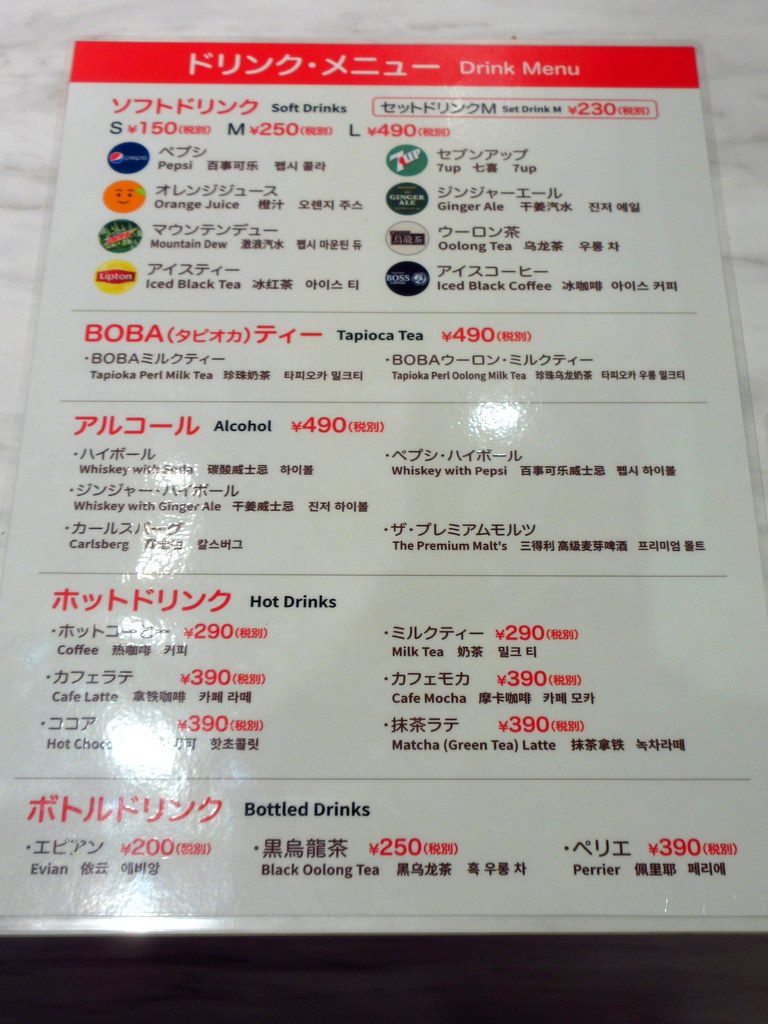 ドリンク・メニュー Drink Menu
ソフトドリンク Soft Drinks セットドリンクM Set Drink M ¥230(税別)
S ¥150(税別) M ¥250(税別) L ¥490(税別)
pepsi ペプシ 7up セブンアップ
Pepsi 百事可乐 펩시 콜라 7up 七喜 7up
オレンジジュース GINGER ALE ジンジャーエール
Orange Juice 橙汁 오렌지 주스 Ginger Ale 干姜汽水 진저 에일
マウンテンデュー 烏龍茶 ウーロン茶
Mountain Dew 激浪汽水 펩시 마운틴 듀 Oolong Tea 乌龙茶 우롱 차
Lipton アイスティー BOSS アイスコーヒー
Iced Black Tea 冰红茶 아이스 티 Iced Black Coffee 冰咖啡 아이스 커피
BOBA(タピオカ)ティー Tapioca Tea ¥490(税別)
・BOBAミルクティー ・BOBAウーロン・ミルクティー
Tapioka Perl Milk Tea 珍珠奶茶 타피오카 밀크티 Tapioka Perl Oolong Milk Tea 珍珠乌龙奶茶 타피오카 우롱 밀크티
アルコール Alcohol ¥490(税別)
・ハイボール ・ペプシ・ハイボール
Whiskey with Soda 碳酸威士忌 하이볼 Whiskey with Pepsi 百事可乐威士忌 펩시 하이볼
・ジンジャー・ハイボール
Whiskey with Ginger Ale 干姜威士忌 진저 하이볼
・カールスバーグ ・ザ・プレミアムモルツ
Carlsberg 칼스버그 The Premium Malt's 三得利 高级麦芽啤酒 프리미엄 몰트
ホットドリンク Hot Drinks
・ホットコーヒー ¥290(税別) ・ミルクティー ¥290(税別)
Coffee 热咖啡 커피 Milk Tea 奶茶 밀크 티
・カフェラテ ¥390(税別) ・カフェモカ ¥390(税別)
Cafe Latte 拿铁咖啡 카페 라떼 Cafe Mocha 摩卡咖啡 카페 모카
・ココア ¥390(税別) ・抹茶ラテ ¥390(税別)
Hot 可 핫초콜릿 Matcha (Green Tea) Latte 抹茶拿铁 녹차라떼
ボトルドリンク Bottled Drinks
・エビアン ¥200(税別) ・黒烏龍茶 ¥250(税別) ・ペリエ ¥390(税別)
Evian 依云 에비앙 Black Oolong Tea 黑乌龙茶 흑 우롱 차 Perrier 佩里耶 페리에